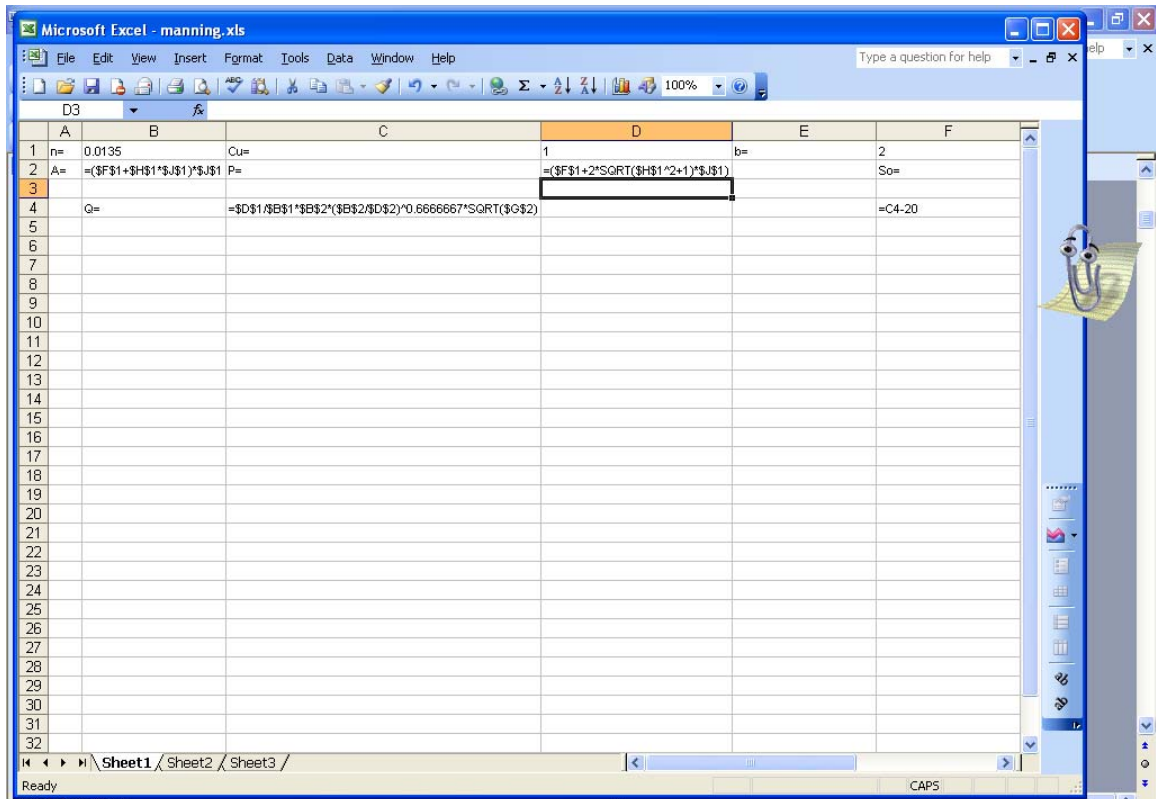 Microsoft Excel - manning.xls
File Edit View Insert Format Tools Data Window Help
Type a question for help
elp
100%
D3 fx
A B C D E F
1 n= 0.0135 Cu= 1 b= 2
2 A= =($F$1+$H$1*$J$1)*$J$1 P= =($F$1+2*SQRT($H$1^2+1)*$J$1) So=
3
4 Q= =$D$1/$B$1*$B$2*($B$2/$D$2)^0.6666667*SQRT($G$2) =C4-20
5
6
7
8
9
10
11
12
13
14
15
16
17
18
19
20
21
22
23
24
25
26
27
28
29
30
31
32
Sheet1 / Sheet2 / Sheet3 /
Ready CAPS